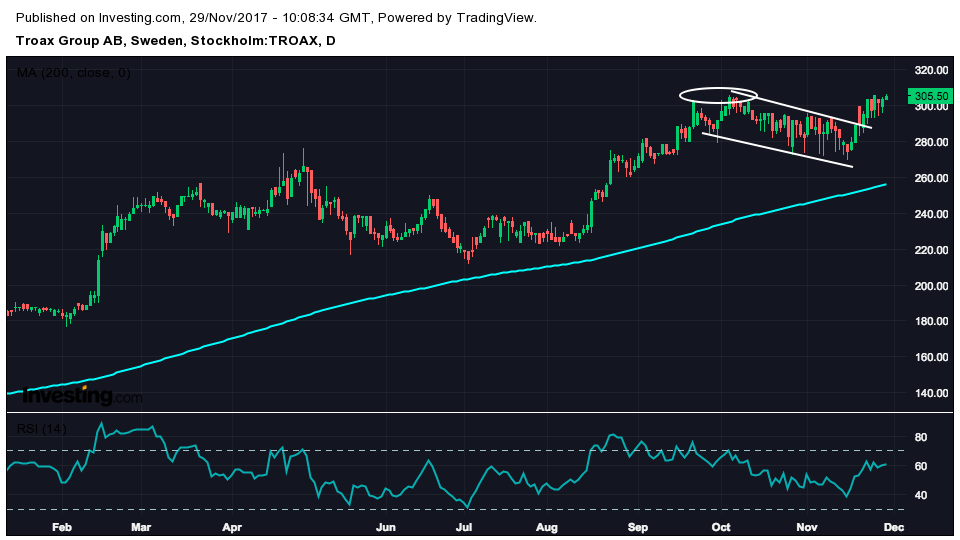 Published on Investing.com, 29/Nov/2017 - 10:08:34 GMT, Powered by TradingView.
Troax Group AB, Sweden, Stockholm:TROAX, D
MA (200, close, 0)
320.00
305.50
300.00
280.00
260.00
240.00
220.00
200.00
180.00
160.00
140.00
Investing.com
RSI (14)
80
60
40
Feb Mar Apr Jun Jul Aug Sep Oct Nov Dec